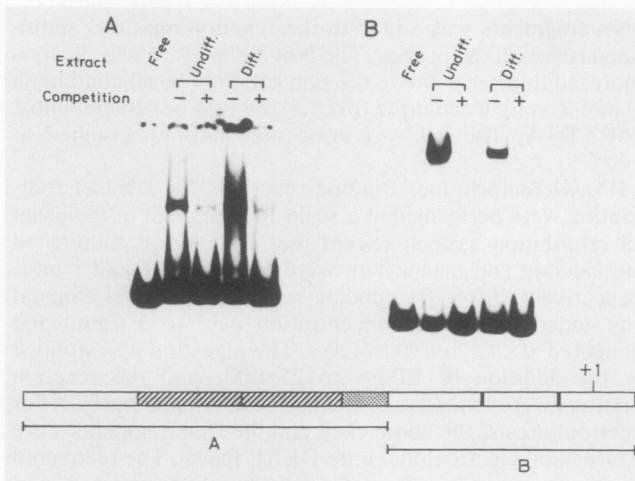 A
B
Extract
Free
Undiff.
Diff.
Free
Undiff.
Diff.
Competition
- - + - +
- - + - +
+1
A
B